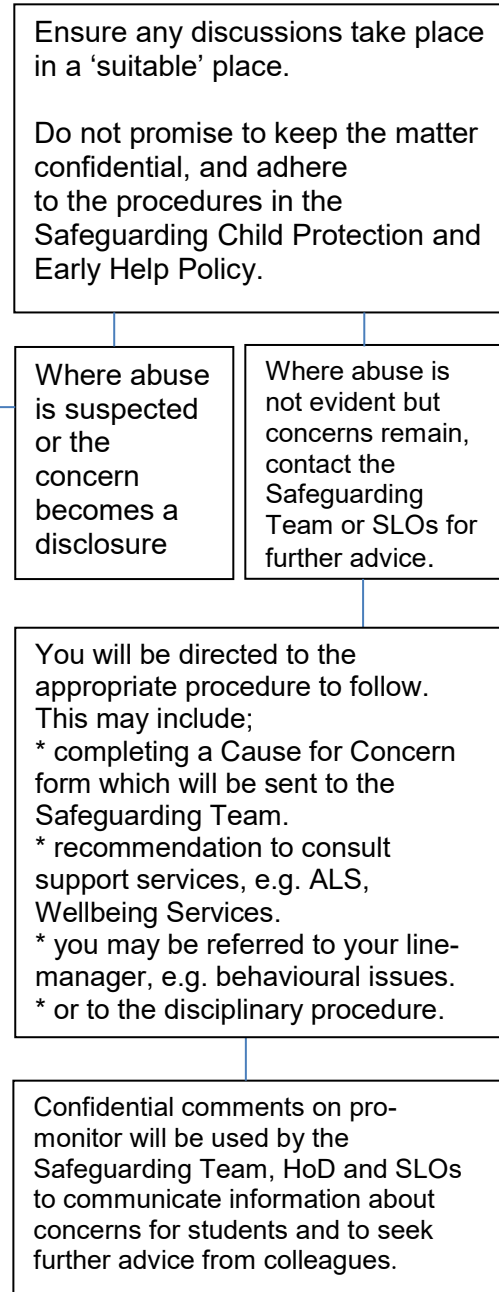 Ensure any discussions take place
in a ‘suitable’ place.
Do not promise to keep the matter
confidential, and adhere
to the procedures in the
Safeguarding Child Protection and
Early Help Policy.
Where abuse
is suspected
or the
concern
becomes a
disclosure
Where abuse is
not evident but
concerns remain,
contact the
Safeguarding
Team or SLOs for
further advice.
You will be directed to the
appropriate procedure to follow.
This may include;
* completing a Cause for Concern
form which will be sent to the
Safeguarding Team.
* recommendation to consult
support services, e.g. ALS,
Wellbeing Services.
* you may be referred to your line-
manager, e.g. behavioural issues.
* or to the disciplinary procedure.
Confidential comments on pro-
monitor will be used by the
Safeguarding Team, HoD and SLOs
to communicate information about
concerns for students and to seek
further advice from colleagues.